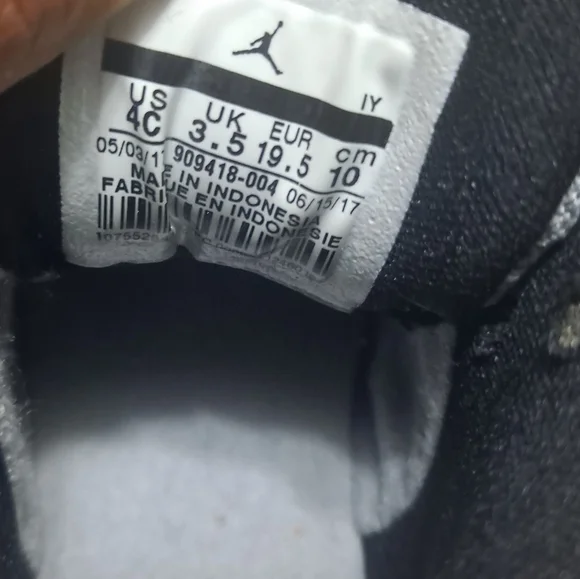 IY
US UK EUR cm
4C 3.5 19.5 10
05/03/17 909418-004 06/15/17
MADE IN INDONESIA
FABRIQUE EN INDONESIE